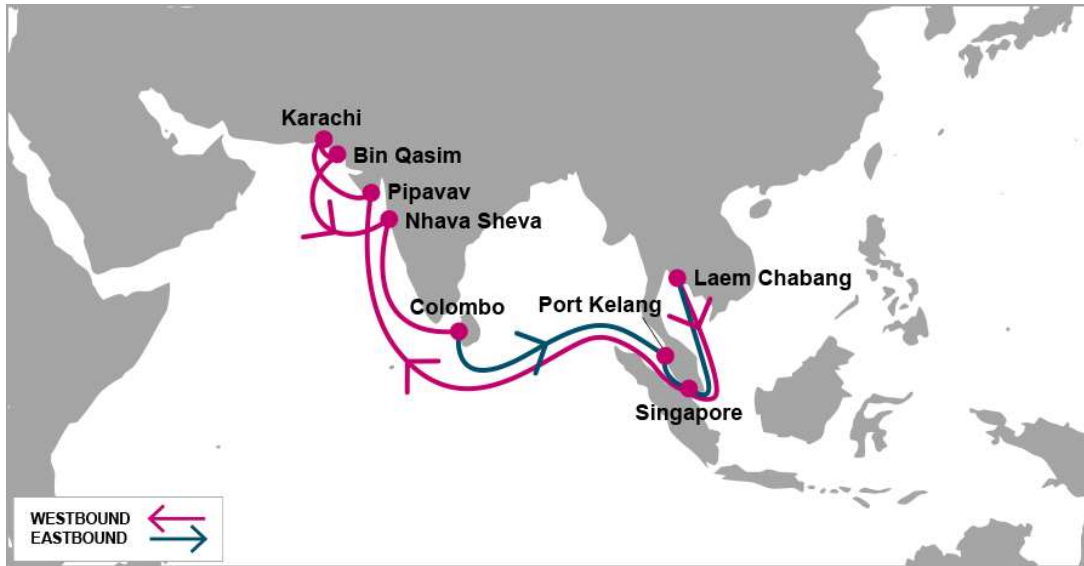 Karachi
Bin Qasim
Pipavav
Nhava Sheva
Laem Chabang
Port Kelang
Colombo
Singapore
WESTBOUND
EASTBOUND